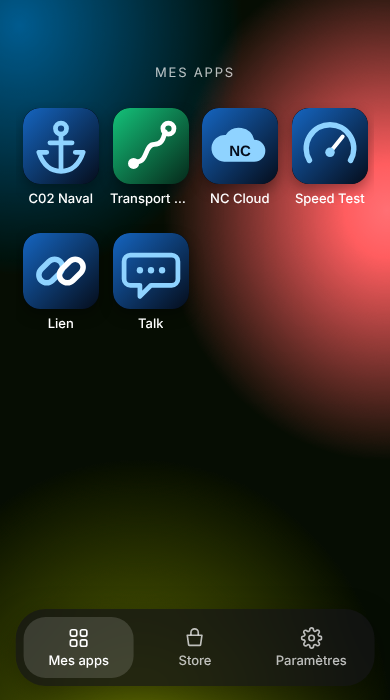 MES APPS
C02 Naval
Transport ...
NC
NC Cloud
Speed Test
Lien
Talk
Mes apps
Store
Paramètres